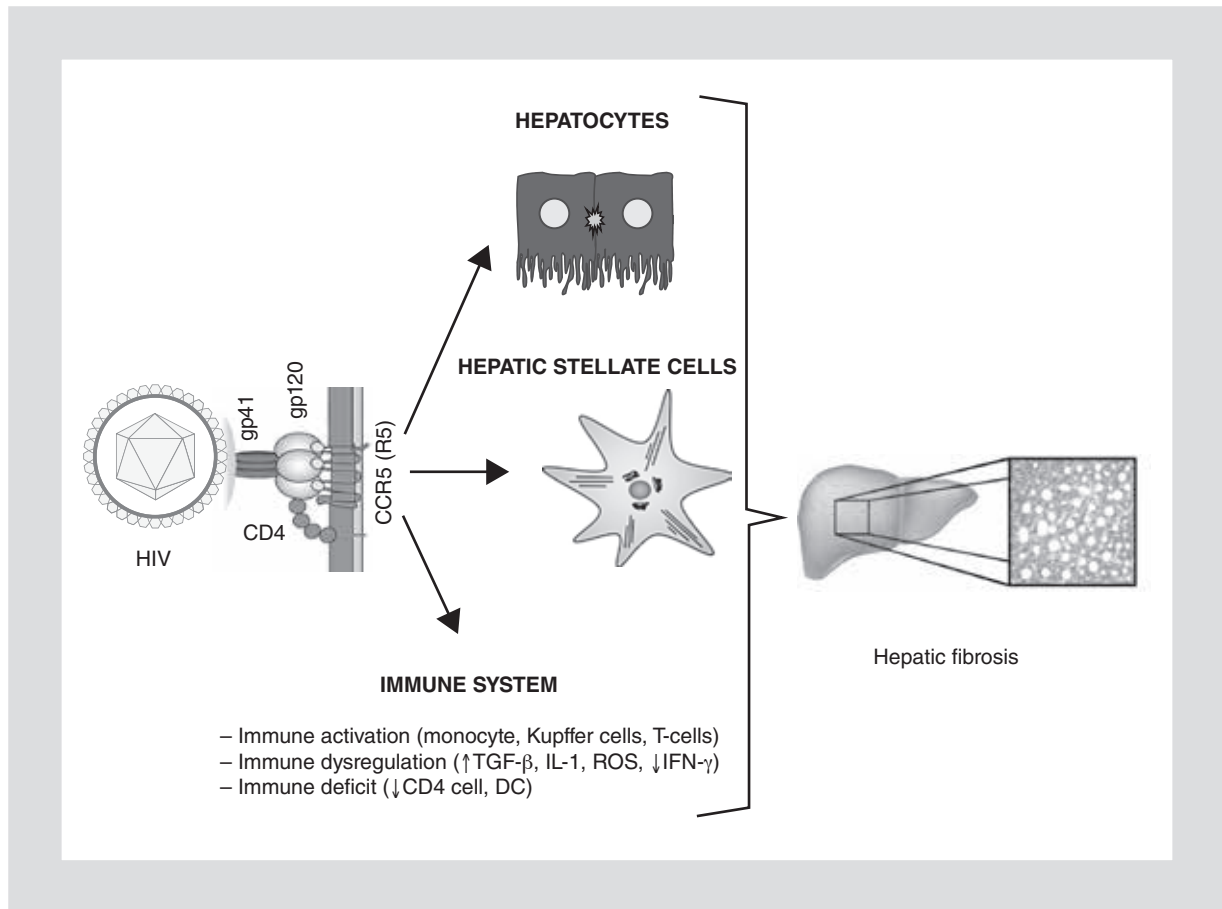 HEPATOCYTES
HEPATIC STELLATE CELLS
gp41
gp120
CCR5 (R5)
CD4
HIV
Hepatic fibrosis
IMMUNE SYSTEM
– Immune activation (monocyte, Kupffer cells, T-cells)
– Immune dysregulation (↑TGF-β, IL-1, ROS, ↓IFN-γ)
– Immune deficit (↓CD4 cell, DC)